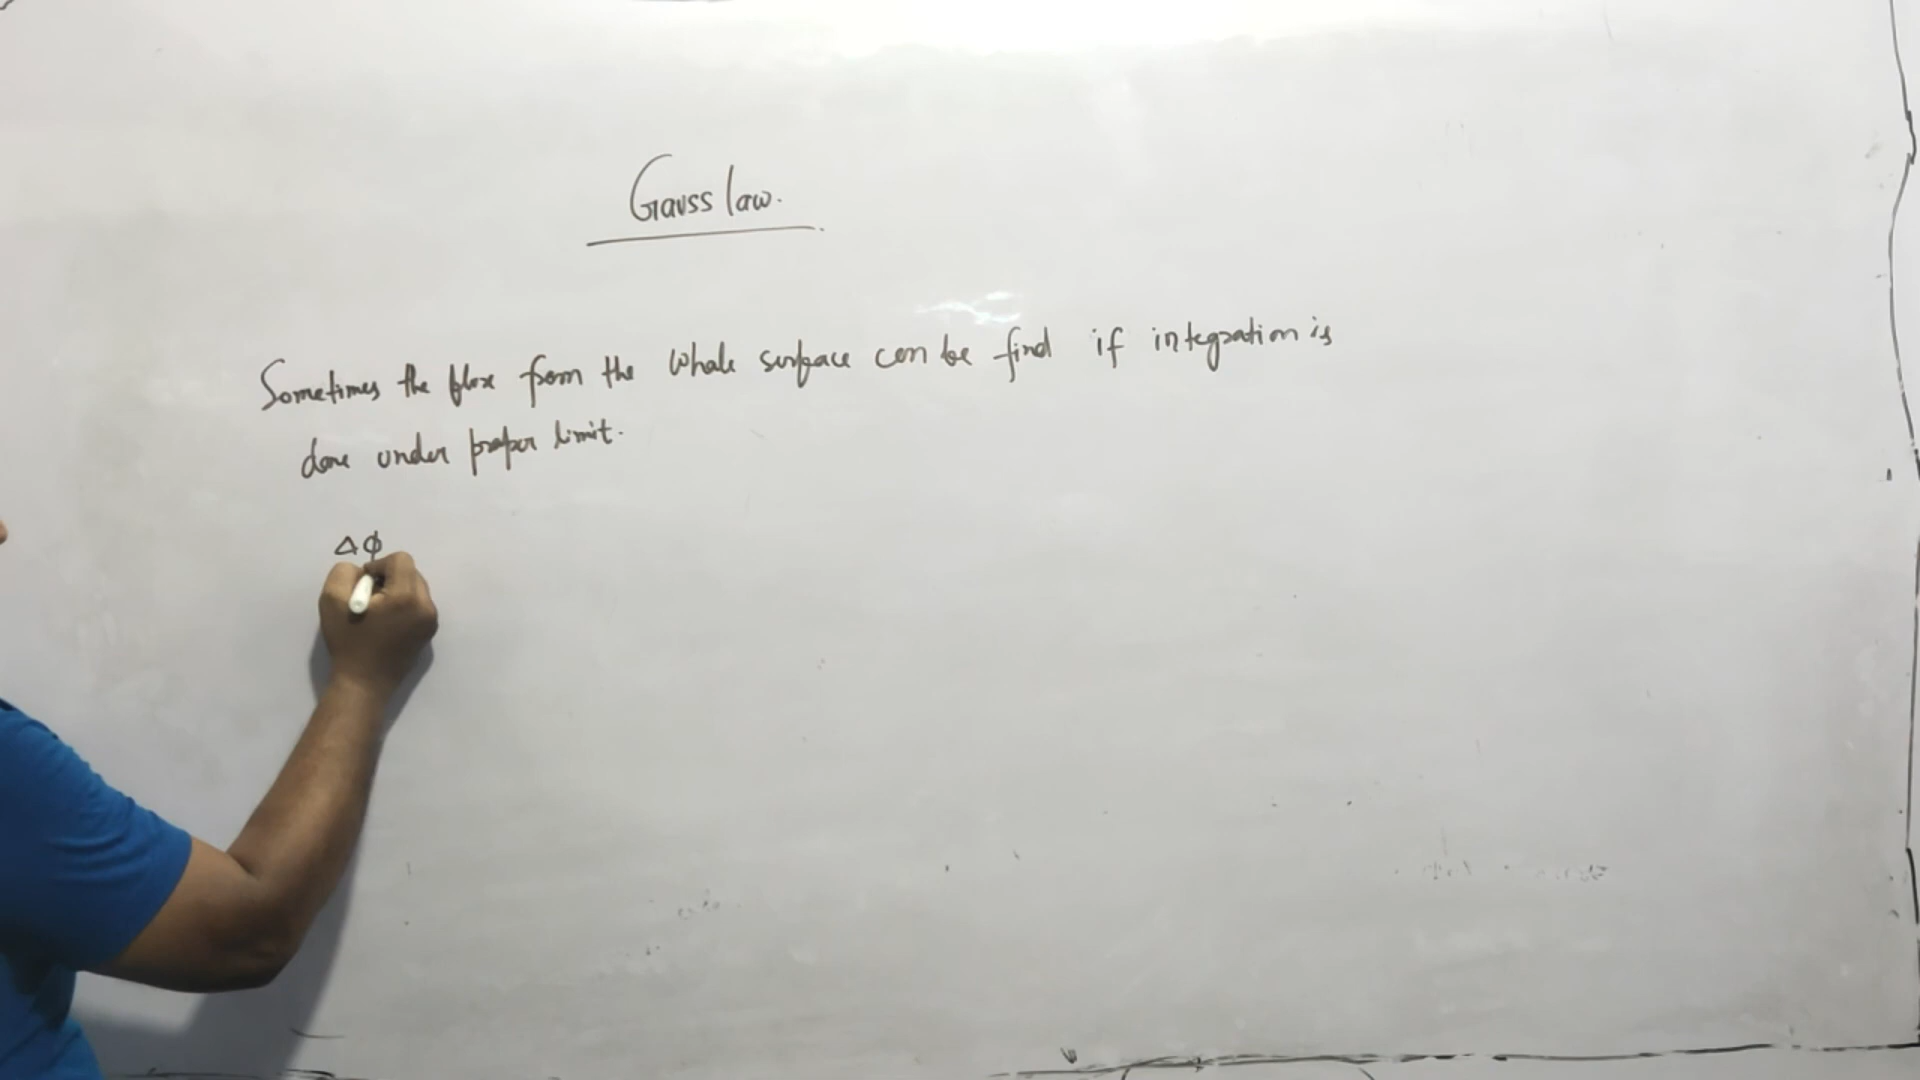 Gauss law.
Sometimes the flux from the whole surface can be find if integration is
done under proper limit.
Δϕ